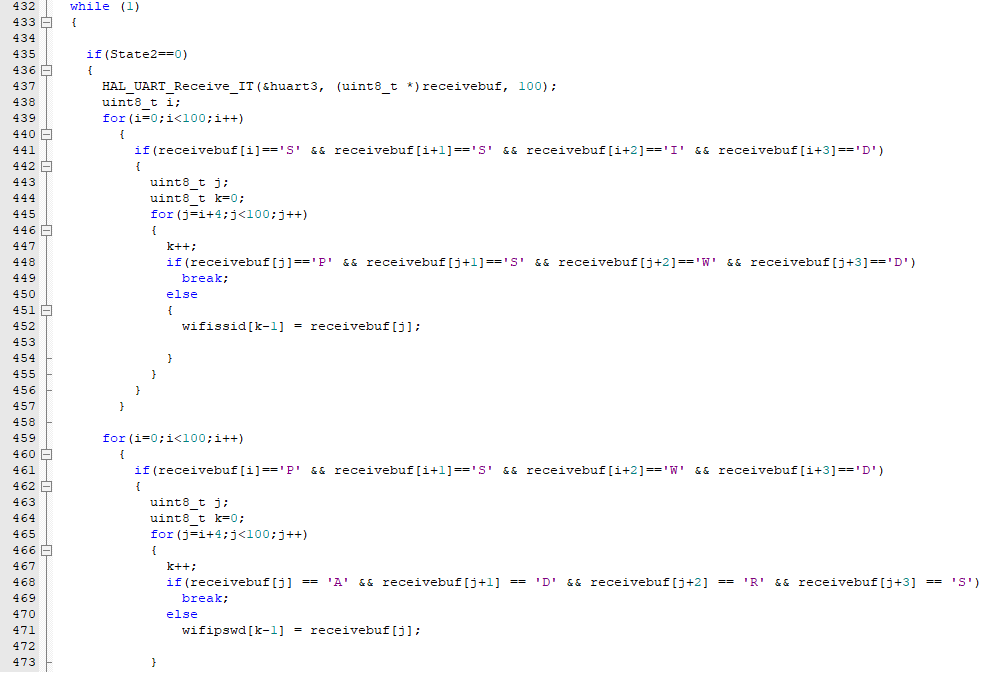 432 while (1)
433 {
434
435 if(State2==0)
436 {
437 HAL_UART_Receive_IT(&huart3, (uint8_t *)receivebuf, 100);
438 uint8_t i;
439 for(i=0;i<100;i++)
440 {
441 if(receivebuf[i]=='S' && receivebuf[i+1]=='S' && receivebuf[i+2]=='I' && receivebuf[i+3]=='D')
442 {
443 uint8_t j;
444 uint8_t k=0;
445 for(j=i+4;j<100;j++)
446 {
447 k++;
448 if(receivebuf[j]=='P' && receivebuf[j+1]=='S' && receivebuf[j+2]=='W' && receivebuf[j+3]=='D')
449 break;
450 else
451 {
452 wifissid[k-1] = receivebuf[j];
453
454 }
455 }
456 }
457 }
458
459 for(i=0;i<100;i++)
460 {
461 if(receivebuf[i]=='P' && receivebuf[i+1]=='S' && receivebuf[i+2]=='W' && receivebuf[i+3]=='D')
462 {
463 uint8_t j;
464 uint8_t k=0;
465 for(j=i+4;j<100;j++)
466 {
467 k++;
468 if(receivebuf[j] == 'A' && receivebuf[j+1] == 'D' && receivebuf[j+2] == 'R' && receivebuf[j+3] == 'S')
469 break;
470 else
471 wifipswd[k-1] = receivebuf[j];
472
473 }